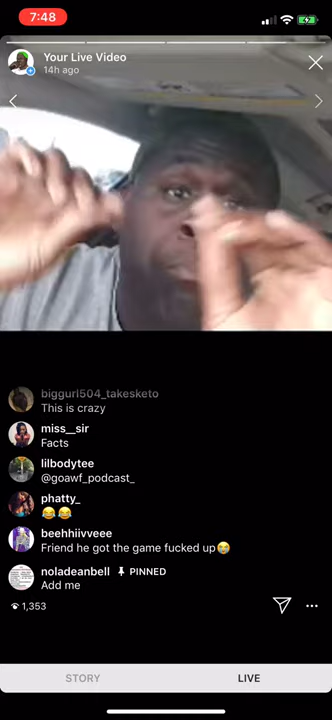 7:48
Your Live Video
14h ago
biggurl504_takesketo
This is crazy
miss__sir
Facts
lilbodytee
@goawf_podcast_
phatty_
😂😂
beehhiivveee
Friend he got the game fucked up😭
noladeanbell PINNED
Add me
1,353
STORY LIVE